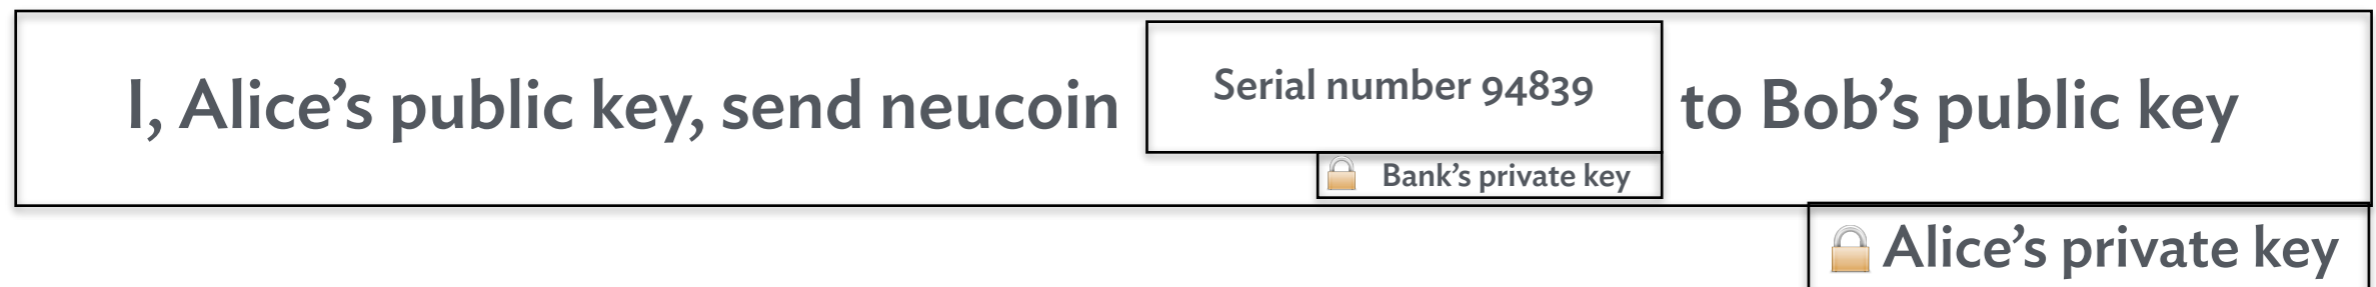 I, Alice’s public key, send neucoin Serial number 94839 to Bob’s public key
Bank’s private key
Alice’s private key